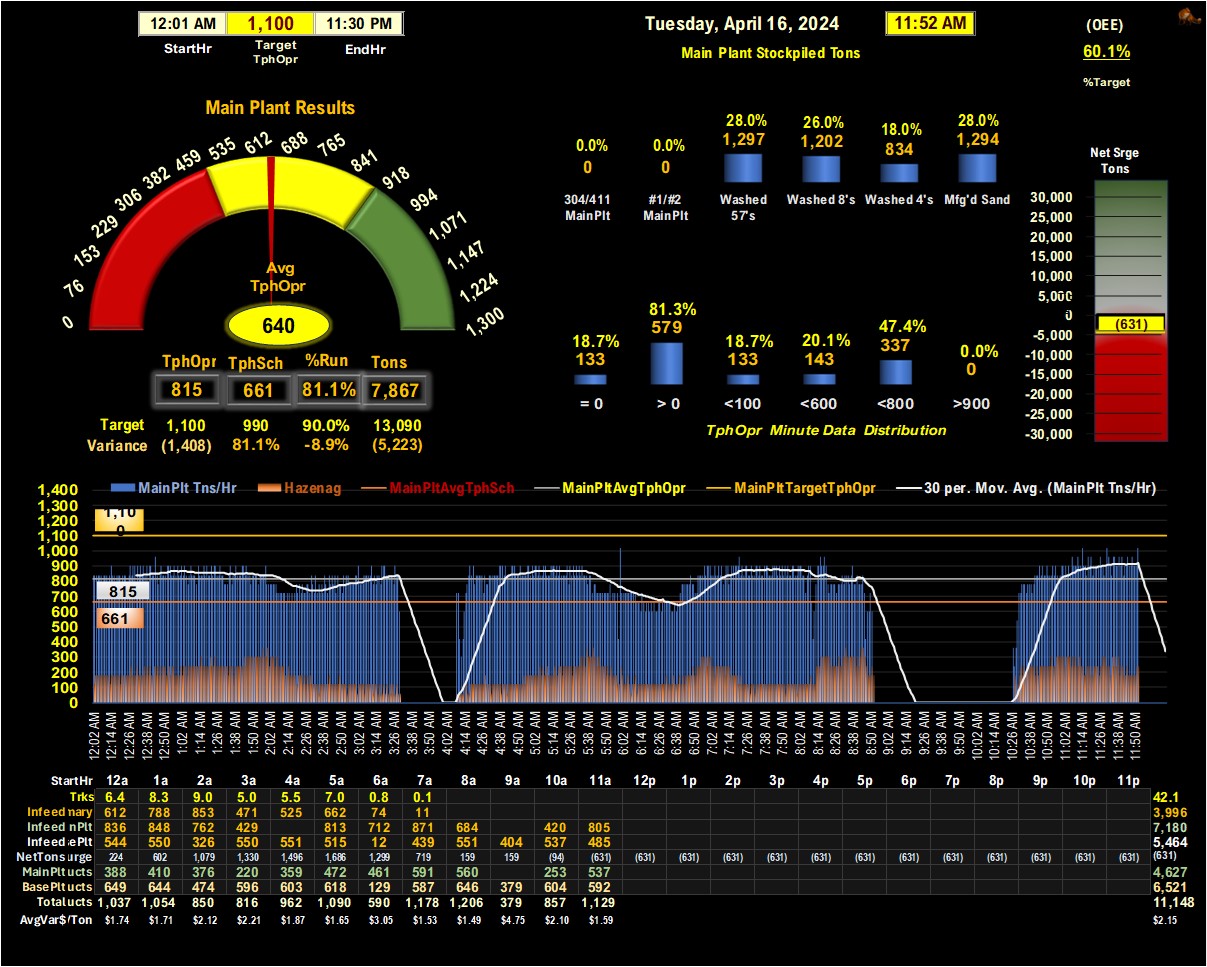 12:01 AM 1,100 11:30 PM
StartHr Target TphOpr EndHr
Tuesday, April 16, 2024 11:52 AM
Main Plant Stockpiled Tons
(OEE)
60.1%
%Target
Main Plant Results
0 76 153 229 306 382 459 535 612 688 765 841 918 994 1,071 1,147 1,224 1,300
Avg
TphOpr
640
TphOpr TphSch %Run Tons
815 661 81.1% 7,867
Target 1,100 990 90.0% 13,090
Variance (1,408) 81.1% -8.9% (5,223)
0.0% 0.0% 28.0% 26.0% 18.0% 28.0%
0 0 1,297 1,202 834 1,294
304/411 #1/#2 Washed Washed 8's Washed 4's Mfg'd Sand
MainPlt MainPlt 57's
18.7% 81.3% 18.7% 20.1% 47.4% 0.0%
133 579 133 143 337 0
= 0 > 0 <100 <600 <800 >900
TphOpr Minute Data Distribution
Net Srge
Tons
30,000
25,000
20,000
15,000
10,000
5,000
0
(631)
-5,000
-10,000
-15,000
-20,000
-25,000
-30,000
MainPlt Tns/Hr Hazenag MainPltAvgTphSch MainPltAvgTphOpr MainPltTargetTphOpr 30 per. Mov. Avg. (MainPlt Tns/Hr)
1,400
1,300
1,200
1,100
1,000
900
800
700
600
500
400
300
200
100
0
1,10
0
815
661
12:02 AM 12:14 AM 12:26 AM 12:38 AM 12:50 AM 1:02 AM 1:14 AM 1:26 AM 1:38 AM 1:50 AM 2:02 AM 2:14 AM 2:26 AM 2:38 AM 2:50 AM 3:02 AM 3:14 AM 3:26 AM 3:38 AM 3:50 AM 4:02 AM 4:14 AM 4:26 AM 4:38 AM 4:50 AM 5:02 AM 5:14 AM 5:26 AM 5:38 AM 5:50 AM 6:02 AM 6:14 AM 6:26 AM 6:38 AM 6:50 AM 7:02 AM 7:14 AM 7:26 AM 7:38 AM 7:50 AM 8:02 AM 8:14 AM 8:26 AM 8:38 AM 8:50 AM 9:02 AM 9:14 AM 9:26 AM 9:38 AM 9:50 AM 10:02 AM 10:14 AM 10:26 AM 10:38 AM 10:50 AM 11:02 AM 11:14 AM 11:26 AM 11:38 AM 11:50 AM
StartHr 12a 1a 2a 3a 4a 5a 6a 7a 8a 9a 10a 11a 12p 1p 2p 3p 4p 5p 6p 7p 8p 9p 10p 11p
Trks 6.4 8.3 9.0 5.0 5.5 7.0 0.8 0.1 42.1
Infeed mary 612 788 853 471 525 662 74 11 3,996
Infeed nPlt 836 848 762 429 813 712 871 684 420 805 7,180
Infeed ePlt 544 550 326 550 551 515 12 439 551 404 537 485 5,464
NetTons urge 224 602 1,079 1,330 1,496 1,686 1,299 719 159 159 (94) (631) (631) (631) (631) (631) (631) (631) (631) (631) (631) (631) (631) (631) (631)
MainPlt ucts 388 410 376 220 359 472 461 591 560 253 537 4,627
BasePlt ucts 649 644 474 596 603 618 129 587 646 379 604 592 6,521
Total ucts 1,037 1,054 850 816 962 1,090 590 1,178 1,206 379 857 1,129 11,148
AvgVar$/Ton $1.74 $1.71 $2.12 $2.21 $1.87 $1.65 $3.05 $1.53 $1.49 $4.75 $2.10 $1.59 $2.15